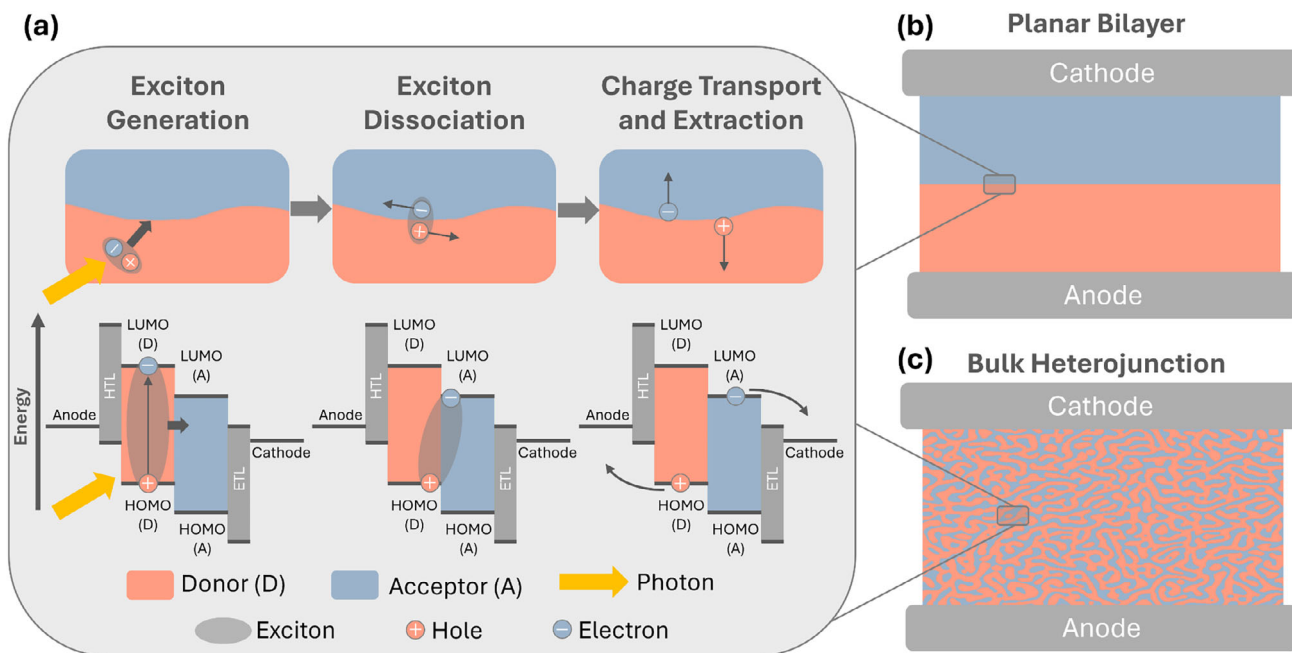 (a)
Exciton
Generation
Exciton
Dissociation
Charge Transport
and Extraction
Energy
LUMO
(D)
LUMO
(A)
HTL
Anode
ETL
Cathode
HOMO
(D)
HOMO
(A)
LUMO
(D)
LUMO
(A)
HTL
Anode
ETL
Cathode
HOMO
(D)
HOMO
(A)
LUMO
(D)
LUMO
(A)
HTL
Anode
ETL
Cathode
HOMO
(D)
HOMO
(A)
Donor (D)
Acceptor (A)
Photon
Exciton
Hole
Electron
(b)
Planar Bilayer
Cathode
Anode
(c)
Bulk Heterojunction
Cathode
Anode